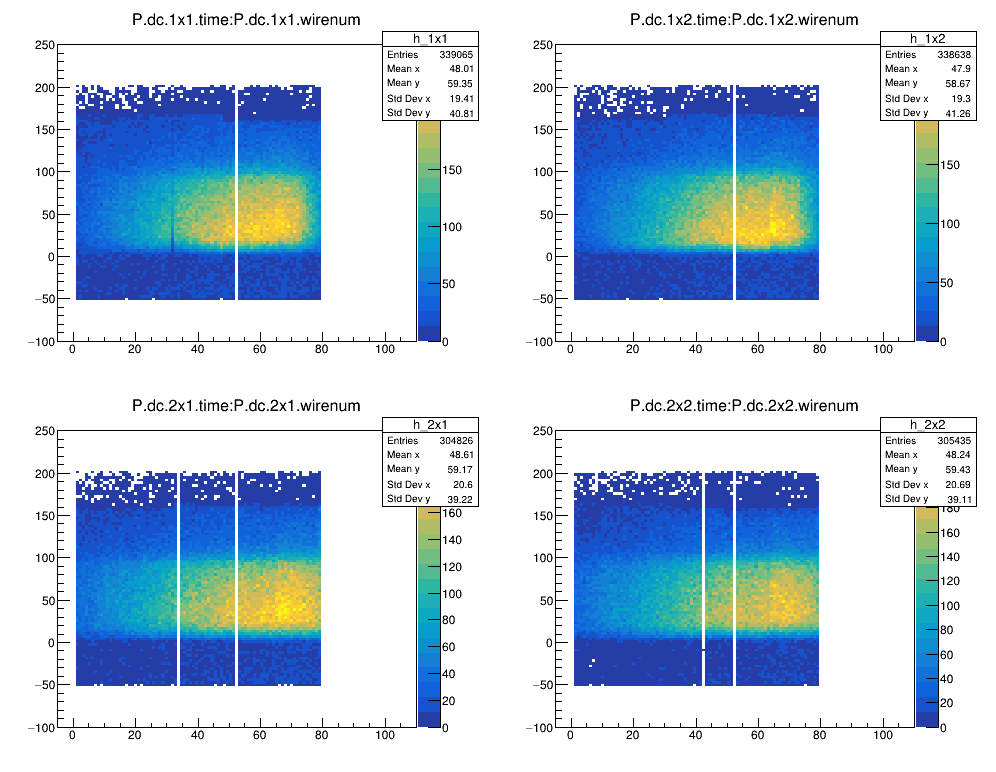 P.dc.1x1.time:P.dc.1x1.wirenum
h_1x1
Entries 339065
Mean x 48.01
Mean y 59.35
Std Dev x 19.41
Std Dev y 40.81
250
200
150
100
50
0
−50
−100
0 20 40 60 80 100
150
100
50
0
P.dc.1x2.time:P.dc.1x2.wirenum
h_1x2
Entries 338638
Mean x 47.9
Mean y 58.67
Std Dev x 19.3
Std Dev y 41.26
250
200
150
100
50
0
−50
−100
0 20 40 60 80 100
150
100
50
0
P.dc.2x1.time:P.dc.2x1.wirenum
h_2x1
Entries 304826
Mean x 48.61
Mean y 59.17
Std Dev x 20.6
Std Dev y 39.22
250
200
150
100
50
0
−50
−100
0 20 40 60 80 100
160
140
120
100
80
60
40
20
0
P.dc.2x2.time:P.dc.2x2.wirenum
h_2x2
Entries 305435
Mean x 48.24
Mean y 59.43
Std Dev x 20.69
Std Dev y 39.11
250
200
150
100
50
0
−50
−100
0 20 40 60 80 100
180
160
140
120
100
80
60
40
20
0